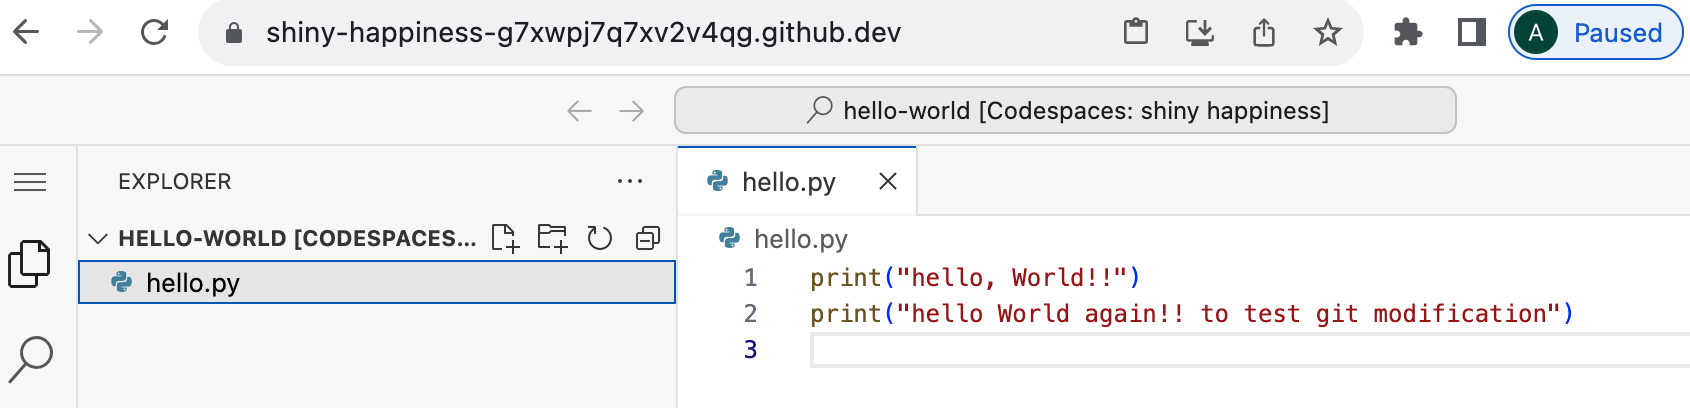 shiny-happiness-g7xwpj7q7xv2v4qg.github.dev
A Paused
hello-world [Codespaces: shiny happiness]
EXPLORER
hello.py
HELLO-WORLD [CODESPACES...
hello.py
hello.py
1 print("hello, World!!")
2 print("hello World again!! to test git modification")
3